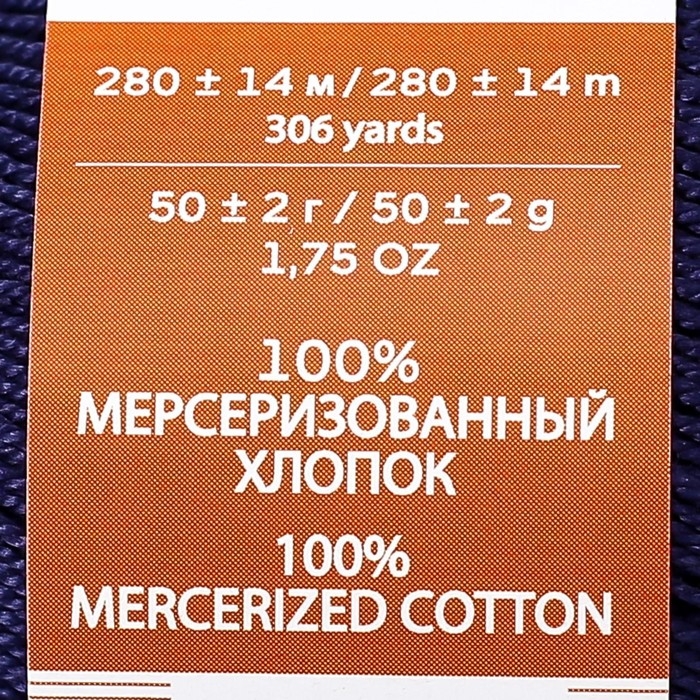 280 ± 14 м / 280 ± 14 m
306 yards
50 ± 2 г / 50 ± 2 g
1,75 OZ
100%
МЕРСЕРИЗОВАННЫЙ
ХЛОПОК
100%
MERCERIZED COTTON